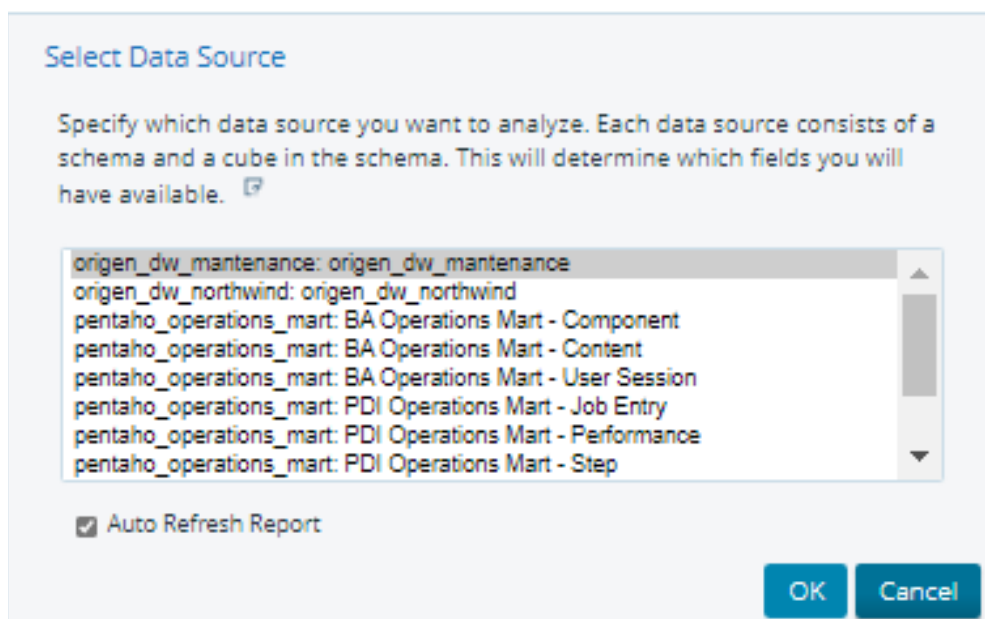 Select Data Source
Specify which data source you want to analyze. Each data source consists of a
schema and a cube in the schema. This will determine which fields you will
have available.
origen_dw_mantenance: origen_dw_mantenance
origen_dw_northwind: origen_dw_northwind
pentaho_operations_mart: BA Operations Mart - Component
pentaho_operations_mart: BA Operations Mart - Content
pentaho_operations_mart: BA Operations Mart - User Session
pentaho_operations_mart: PDI Operations Mart - Job Entry
pentaho_operations_mart: PDI Operations Mart - Performance
pentaho_operations_mart: PDI Operations Mart - Step
Auto Refresh Report
OK Cancel